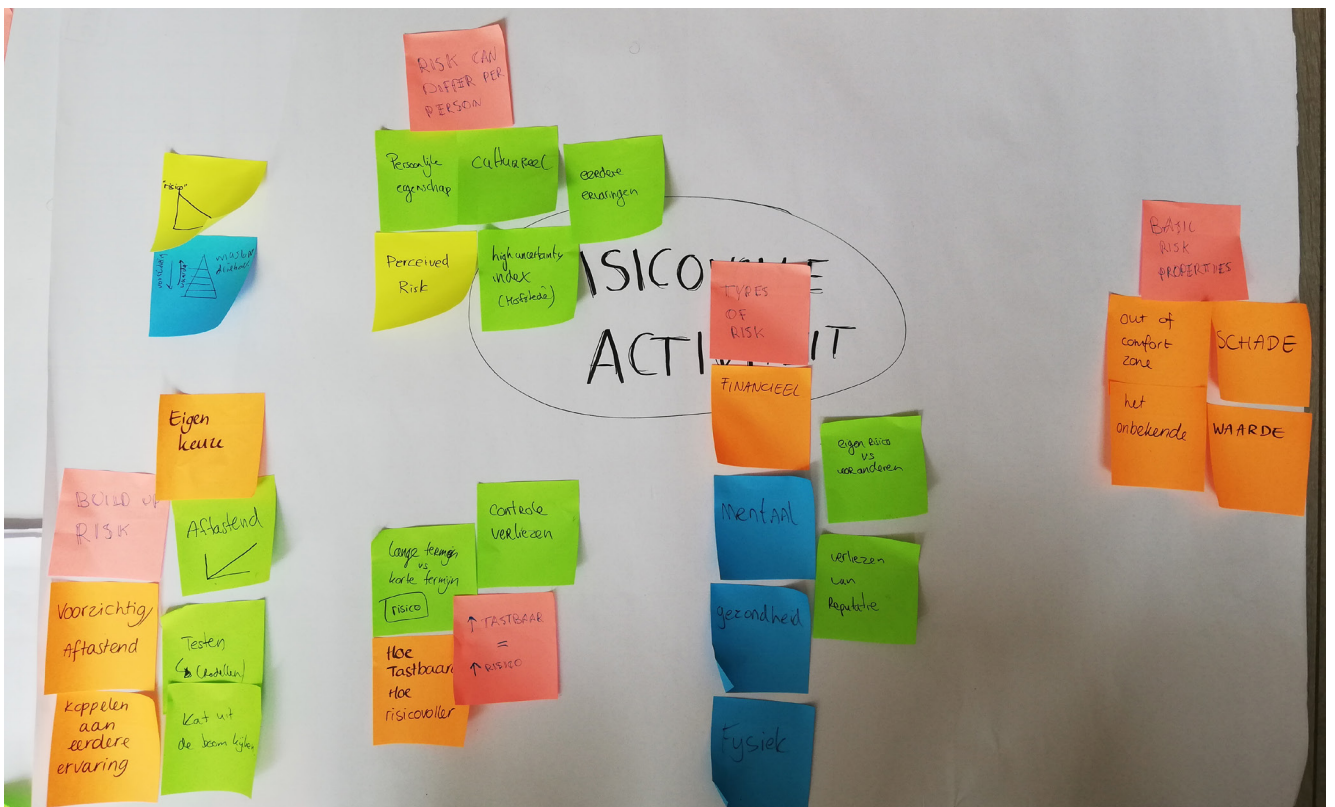 RISK CAN
DIFFER PER
PERSON
Persoonlijke
eigenschap
CULTUREEL
eerdere
ervaringen
Perceived
Risk
high uncertainty
index
(Hofstede)
"risico"
ISICO
ACTI
IT
TYPES
OF
RISK
FINANCIEEL
mentaal
gezondheid
Fysiek
eigen risico
vs
voor anderen
verliezen
van
Reputatie
BASIC
RISK
PROPERTIES
out of
comfort
zone
SCHADE
het
onbekende
WAARDE
Eigen
keuze
BUILD UP
RISK
Aftastend
Voorzichtig/
Aftastend
Testen
(modellen)
koppelen
aan
eerdere
ervaring
Kat uit
de boom kijken
Controle
verliezen
lange termijn
vs
korte termijn
risico
↑ TASTBAAR
=
↑ RISICO
Hoe
Tastbaar
Hoe
risicovoller